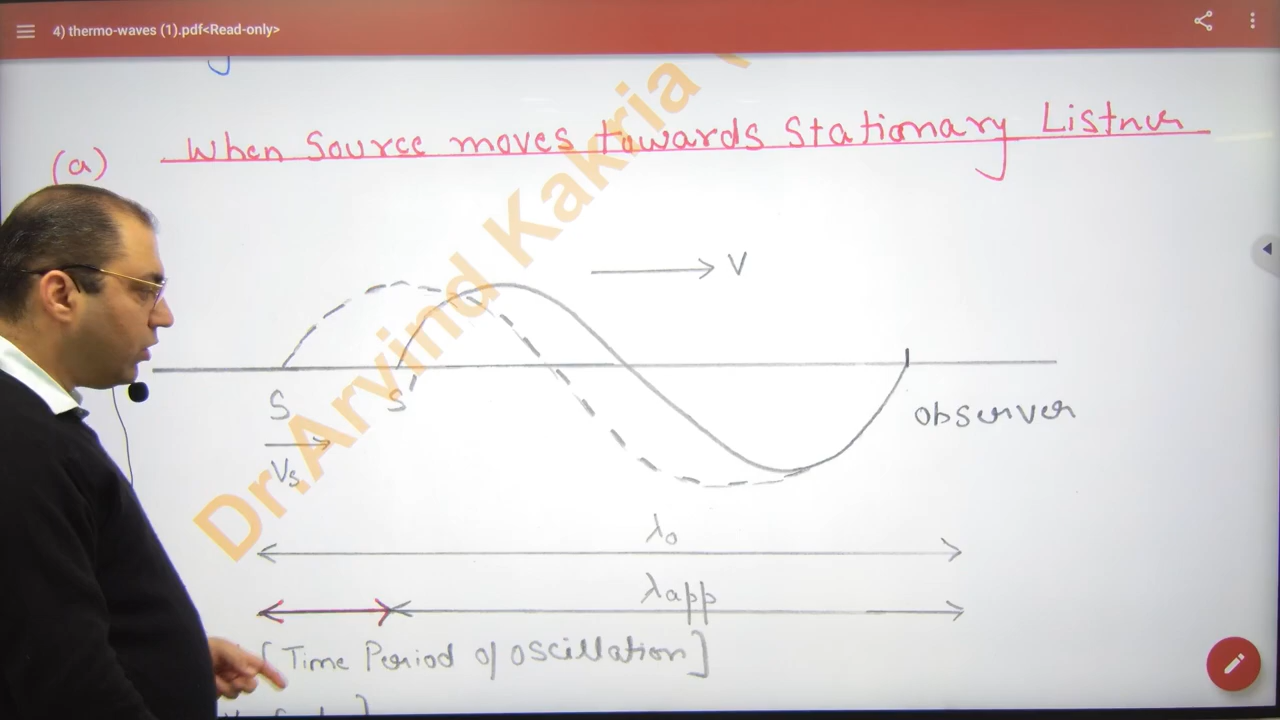 4) thermo-waves (1).pdf<Read-only>
(a) When Source moves towards Stationary Listner
V
S
S
observer
Vs
λo
λapp
[Time Period of oscillation]
Dr.Arvind Kakria